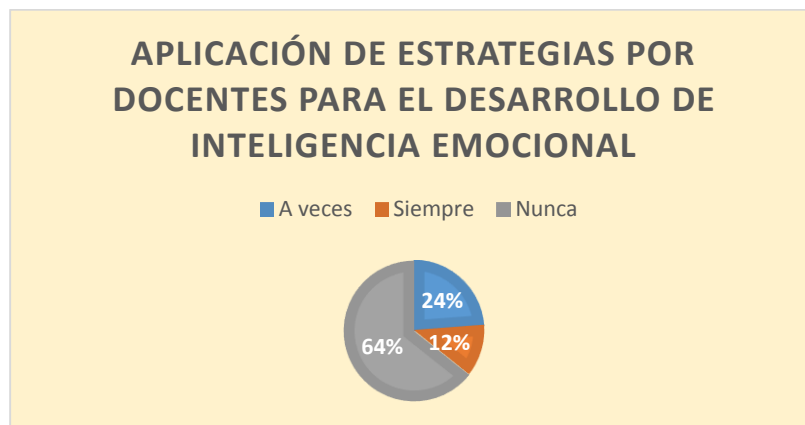 APLICACIÓN DE ESTRATEGIAS POR
DOCENTES PARA EL DESARROLLO DE
INTELIGENCIA EMOCIONAL
A veces Siempre Nunca
24%
12%
64%